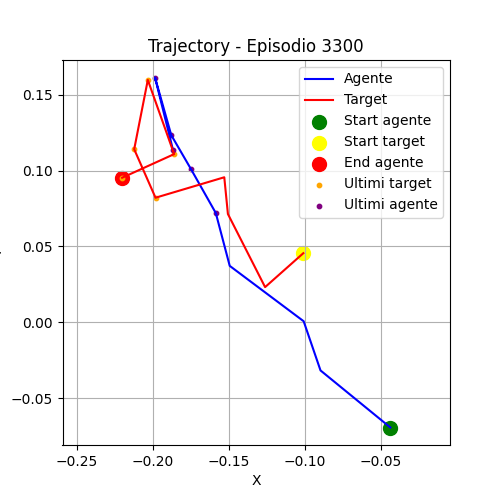 Trajectory - Episodio 3300
Agente
Target
Start agente
Start target
End agente
Ultimi target
Ultimi agente
0.15
0.10
0.05
0.00
−0.05
−0.25
−0.20
−0.15
−0.10
−0.05
X